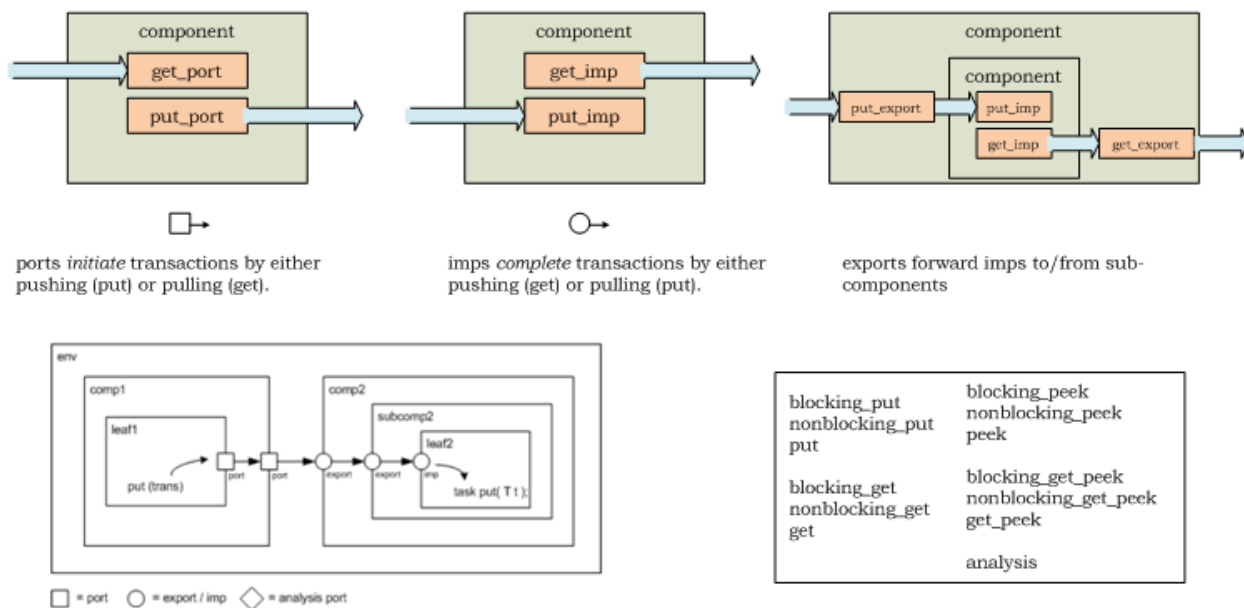 component
get_port
put_port
component
get_imp
put_imp
component
component
put_export
put_imp
get_imp
get_export
ports initiate transactions by either
pushing (put) or pulling (get).
imps complete transactions by either
pushing (get) or pulling (put).
exports forward imps to/from sub-
components
env
comp1
leaf1
put (trans)
port
port
comp2
subcomp2
leaf2
export
export
imp
task put( T t );
= port
= export / imp
= analysis port
blocking_put
nonblocking_put
put
blocking_get
nonblocking_get
get
blocking_peek
nonblocking_peek
peek
blocking_get_peek
nonblocking_get_peek
get_peek
analysis